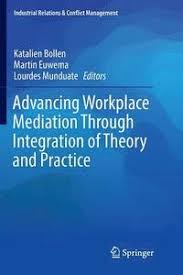 Industrial Relations & Conflict Management
Katalien Bollen
Martin Euwema
Lourdes Munduate Editors
Advancing Workplace
Mediation Through
Integration of Theory
and Practice
Springer